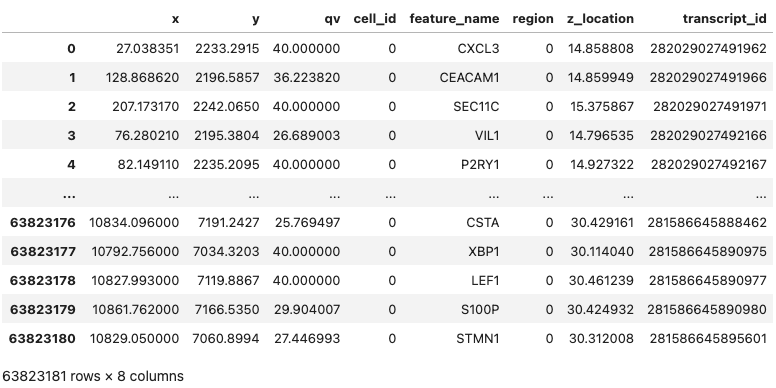 x y qv cell_id feature_name region z_location transcript_id
0 27.038351 2233.2915 40.000000 0 CXCL3 0 14.858808 282029027491962
1 128.868620 2196.5857 36.223820 0 CEACAM1 0 14.859949 282029027491966
2 207.173170 2242.0650 40.000000 0 SEC11C 0 15.375867 282029027491971
3 76.280210 2195.3804 26.689003 0 VIL1 0 14.796535 282029027492166
4 82.149110 2235.2095 40.000000 0 P2RY1 0 14.927322 282029027492167
... ... ... ... ... ... ... ... ...
63823176 10834.096000 7191.2427 25.769497 0 CSTA 0 30.429161 281586645888462
63823177 10792.756000 7034.3203 40.000000 0 XBP1 0 30.114040 281586645890975
63823178 10827.993000 7119.8867 40.000000 0 LEF1 0 30.461239 281586645890977
63823179 10861.762000 7166.5350 29.904007 0 S100P 0 30.424932 281586645890980
63823180 10829.050000 7060.8994 27.446993 0 STMN1 0 30.312008 281586645895601
63823181 rows × 8 columns